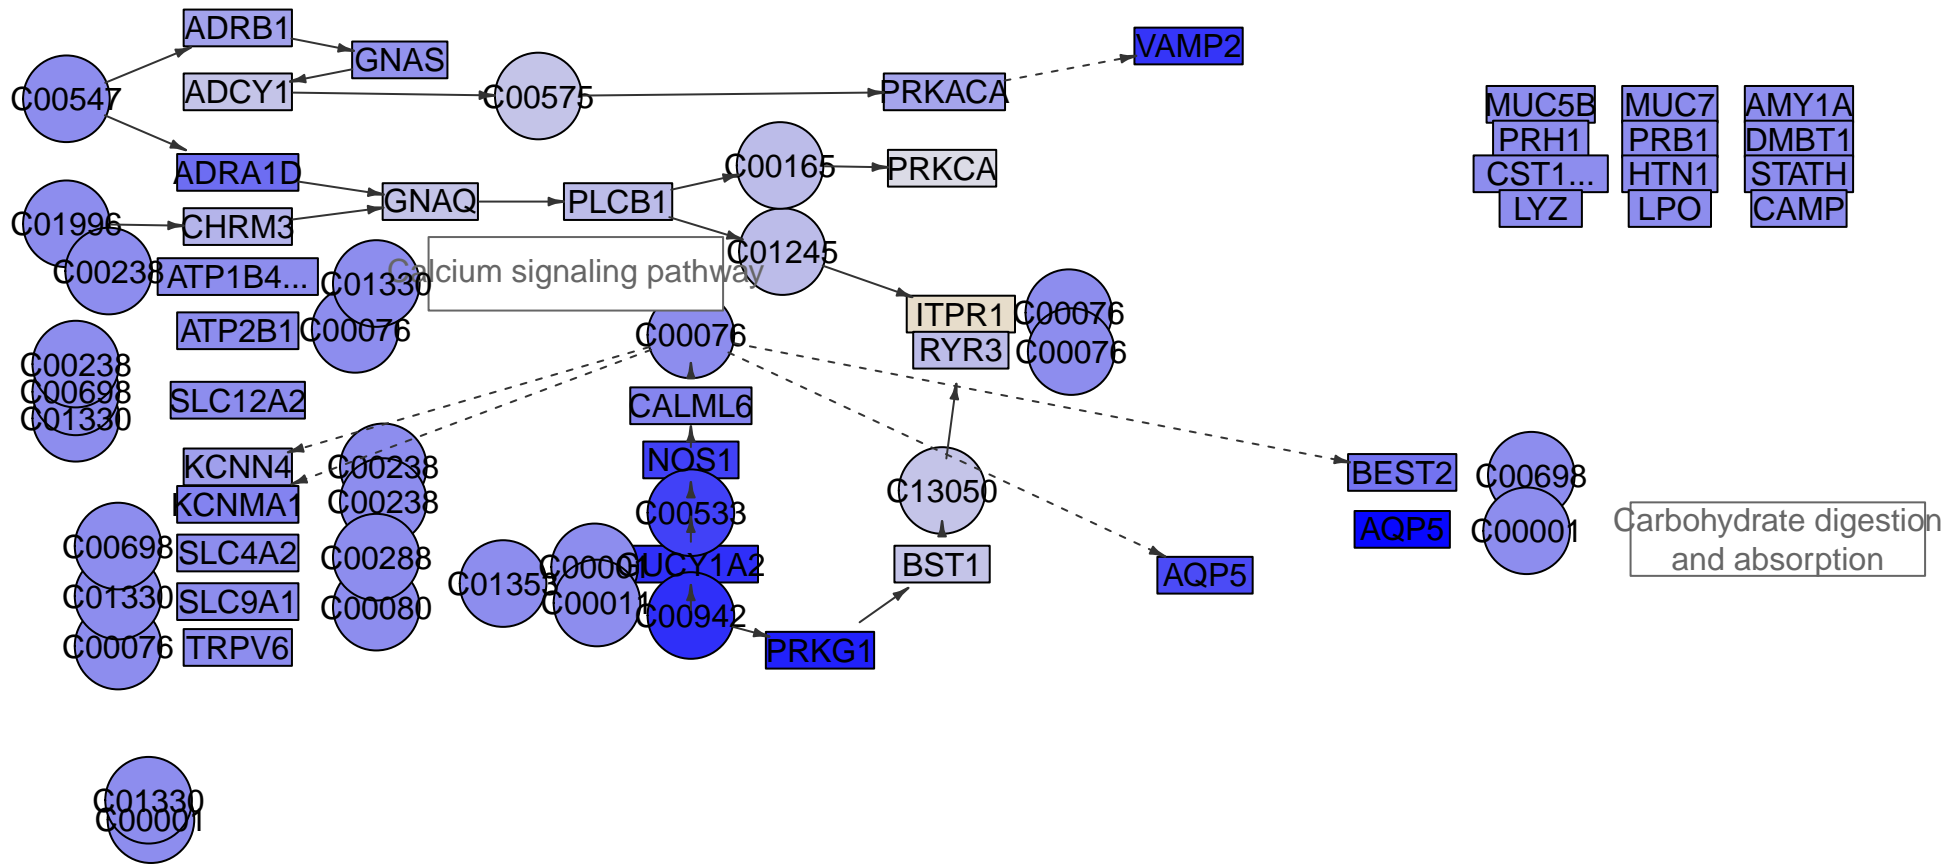 ADRB1
GNAS
VAMP2
C00547
ADCY1
C00575
PRKACA
MUC5B
MUC7
AMY1A
PRH1
PRB1
DMBT1
ADRA1D
C00165
PRKCA
CST1...
HTN1
STATH
GNAQ
PLCB1
LYZ
LPO
CAMP
C01996
CHRM3
C01245
C00238
ATP1B4...
C01330
Calcium signaling pathway
ITPR1
C00076
ATP2B1
C00076
C00076
RYR3
C00076
C00238
C00698
C01330
SLC12A2
CALML6
KCNN4
C00238
NOS1
BEST2
C00698
KCNMA1
C00238
C13050
C00533
AQP5
C00001
Carbohydrate digestion
and absorption
C00698
SLC4A2
C00288
C01353
C00001
GUCY1A2
BST1
AQP5
C01330
SLC9A1
C00080
C00011
C00942
C00076
TRPV6
PRKG1
C01330
C00001